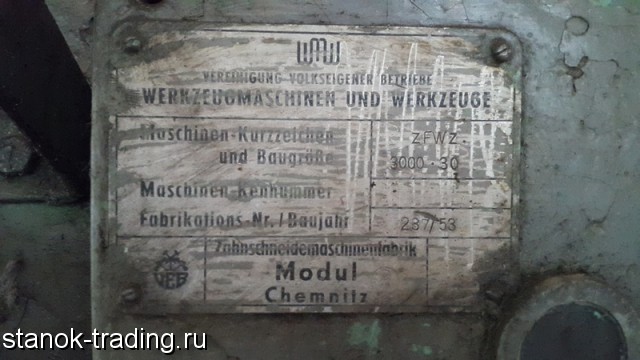 WMW
VEREINIGUNG VOLKSEIGENER BETRIEBE
WERKZEUGMASCHINEN UND WERKZEUGE
Maschinen-Kurzzeichen ZFWz
und Baugröße 3000·30
Maschinen-Kennummer
Fabrikations-Nr./Baujahr 237/53
Zahnschneidemaschinenfabrik
VEB Modul
Chemnitz
stanok-trading.ru